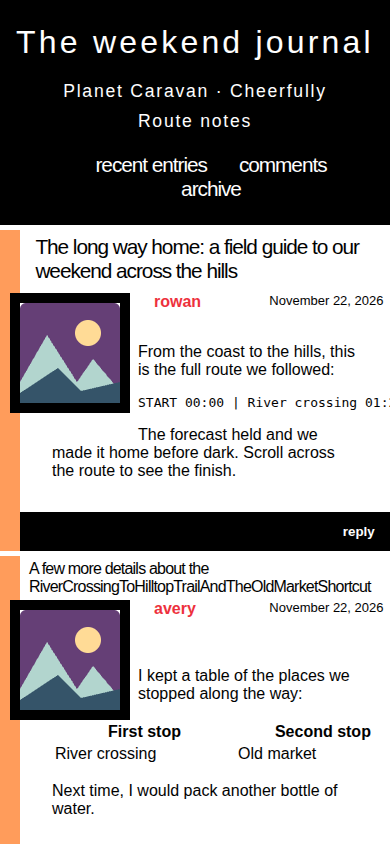 The weekend journal
Planet Caravan · Cheerfully
Route notes
recent entries comments
archive
The long way home: a field guide to our
weekend across the hills
rowan November 22, 2026
From the coast to the hills, this
is the full route we followed:
START 00:00 | River crossing 01:
The forecast held and we
made it home before dark. Scroll across
the route to see the finish.
reply
A few more details about the
RiverCrossingToHilltopTrailAndTheOldMarketShortcut
avery November 22, 2026
I kept a table of the places we
stopped along the way:
First stop Second stop
River crossing Old market
Next time, I would pack another bottle of
water.